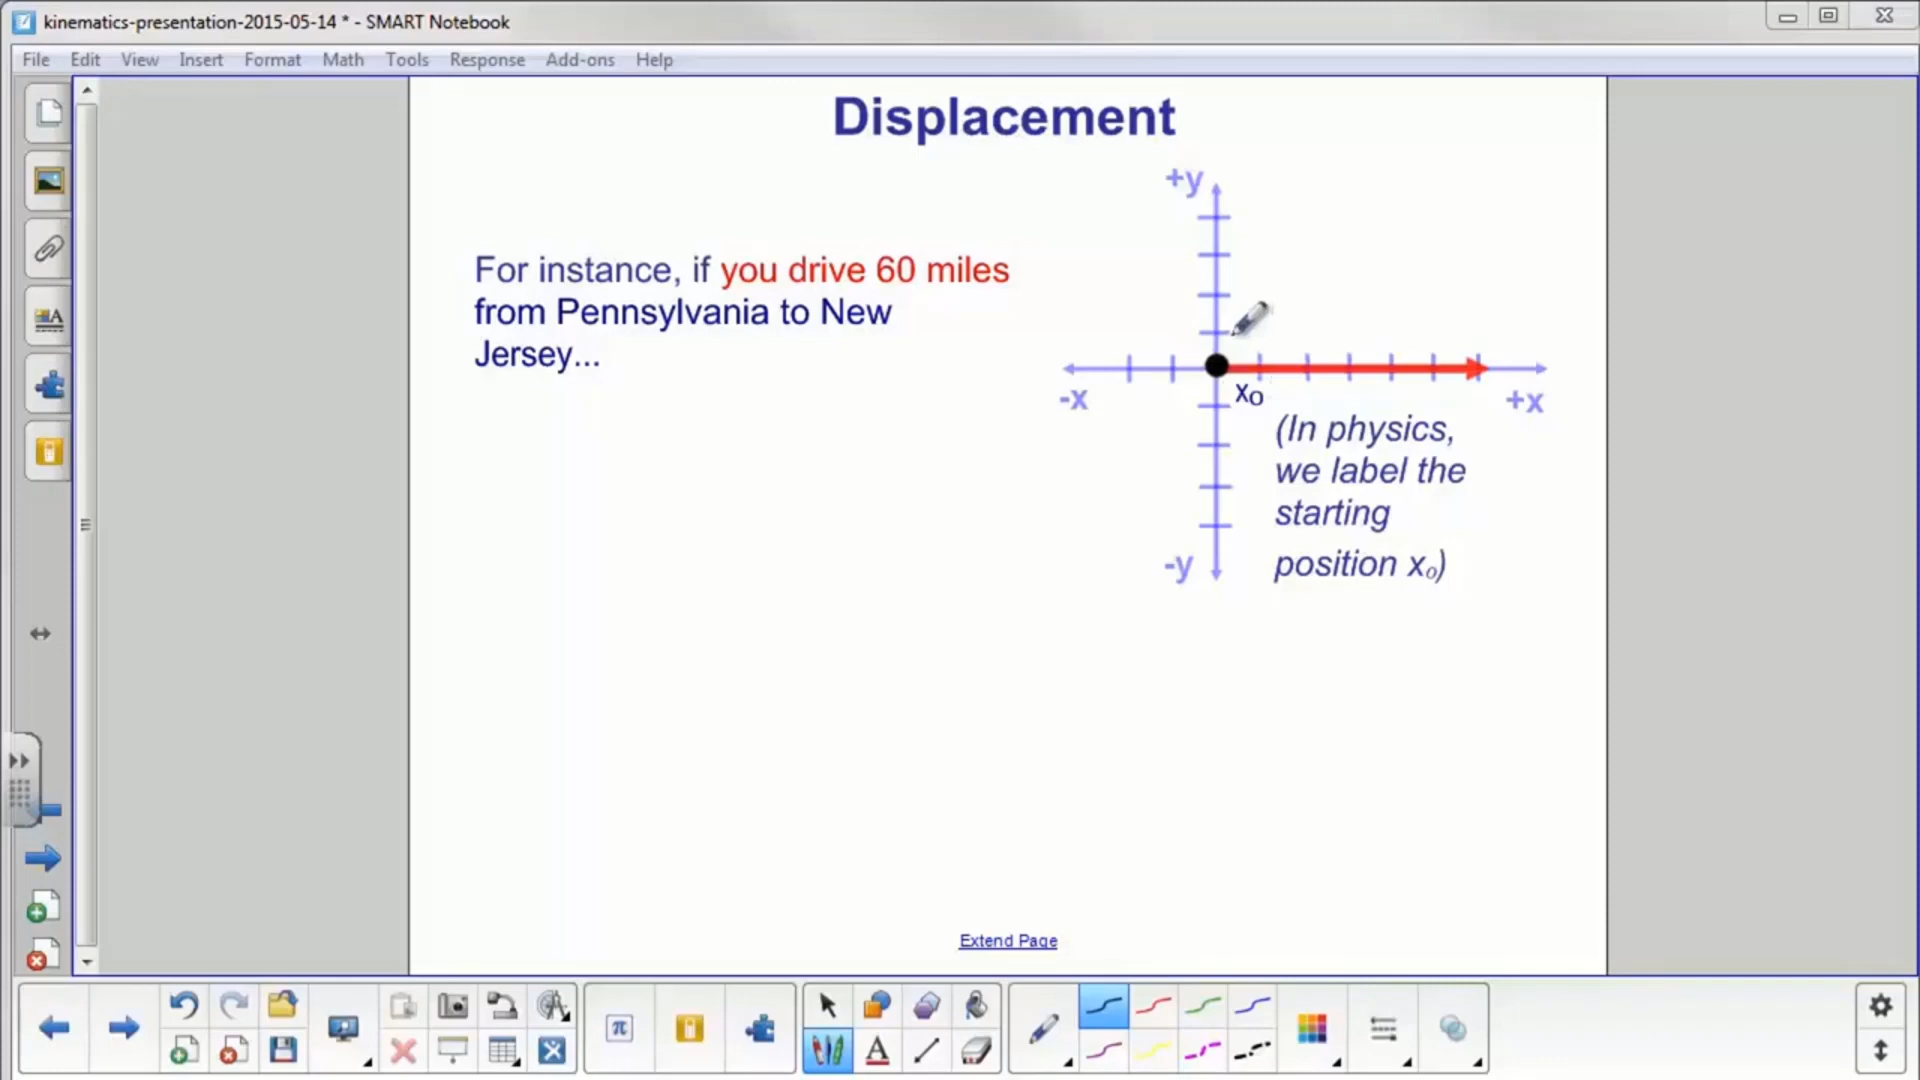 kinematics-presentation-2015-05-14 * - SMART Notebook
File Edit View Insert Format Math Tools Response Add-ons Help
Displacement
+y
For instance, if you drive 60 miles
from Pennsylvania to New
Jersey...
-x
x₀
+x
(In physics,
we label the
starting
position x₀)
-y
Extend Page
π
A